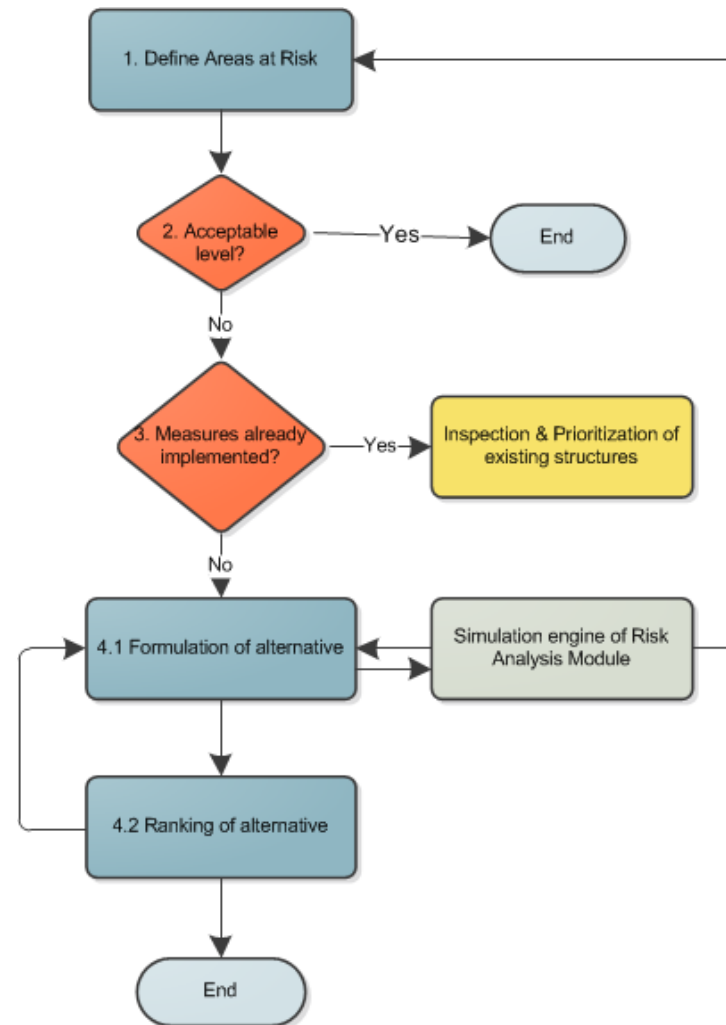 1. Define Areas at Risk
2. Acceptable
level?
Yes
End
No
3. Measures already
implemented?
Yes
Inspection & Prioritization of
existing structures
No
4.1 Formulation of alternative
Simulation engine of Risk
Analysis Module
4.2 Ranking of alternative
End